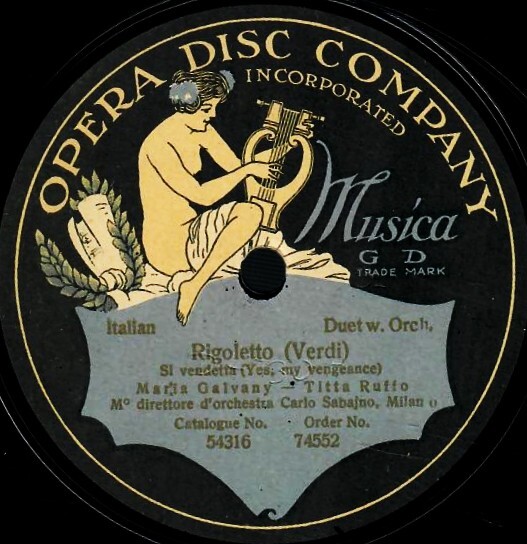 OPERA DISC COMPANY
INCORPORATED
Musica
G D
TRADE MARK
Italian Duet w. Orch.
Rigoletto (Verdi)
Si vendetta (Yes, my vengeance)
Maria Galvany - Titta Ruffo
Mº direttore d'orchestra Carlo Sabajno, Milano
Catalogue No. Order No.
54316 74552